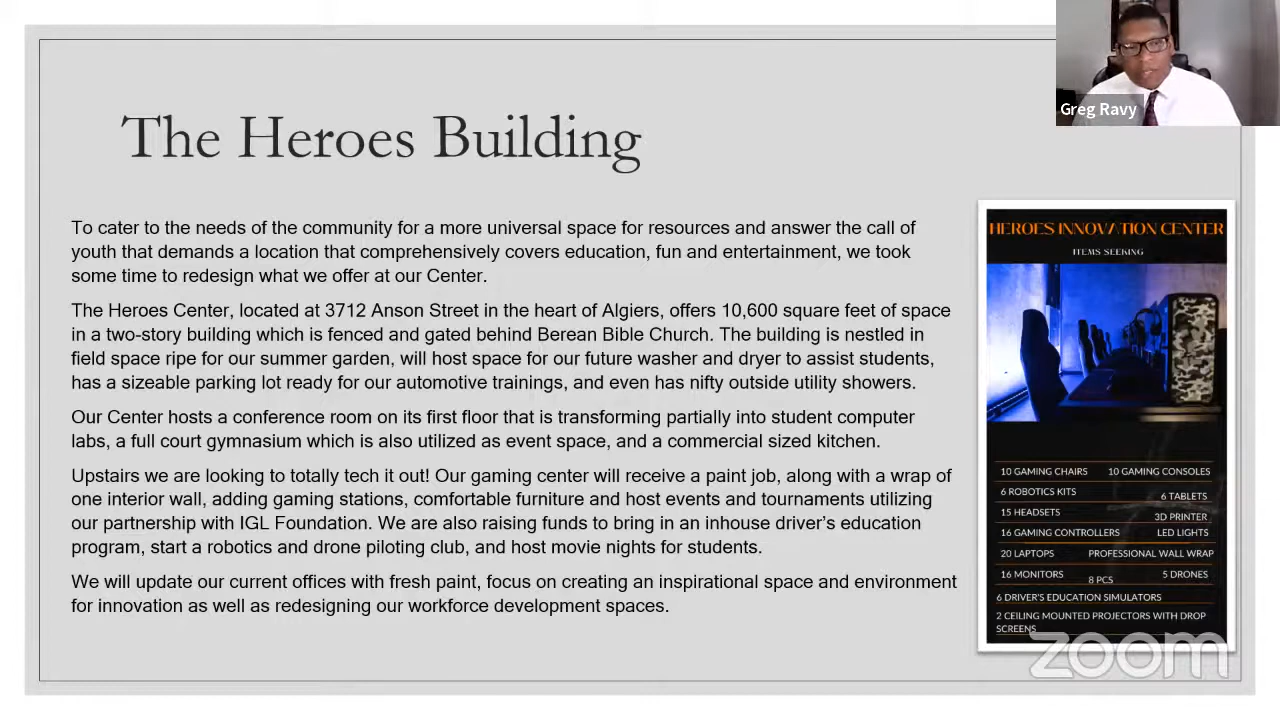 Greg Ravy
The Heroes Building
To cater to the needs of the community for a more universal space for resources and answer the call of
youth that demands a location that comprehensively covers education, fun and entertainment, we took
some time to redesign what we offer at our Center.
The Heroes Center, located at 3712 Anson Street in the heart of Algiers, offers 10,600 square feet of space
in a two-story building which is fenced and gated behind Berean Bible Church. The building is nestled in
field space ripe for our summer garden, will host space for our future washer and dryer to assist students,
has a sizeable parking lot ready for our automotive trainings, and even has nifty outside utility showers.
Our Center hosts a conference room on its first floor that is transforming partially into student computer
labs, a full court gymnasium which is also utilized as event space, and a commercial sized kitchen.
Upstairs we are looking to totally tech it out! Our gaming center will receive a paint job, along with a wrap of
one interior wall, adding gaming stations, comfortable furniture and host events and tournaments utilizing
our partnership with IGL Foundation. We are also raising funds to bring in an inhouse driver’s education
program, start a robotics and drone piloting club, and host movie nights for students.
We will update our current offices with fresh paint, focus on creating an inspirational space and environment
for innovation as well as redesigning our workforce development spaces.
HEROES INNOVATION CENTER
ITEMS SEEKING
10 GAMING CHAIRS 10 GAMING CONSOLES
6 ROBOTICS KITS 6 TABLETS
15 HEADSETS 3D PRINTER
16 GAMING CONTROLLERS LED LIGHTS
20 LAPTOPS PROFESSIONAL WALL WRAP
16 MONITORS 8 PCS 5 DRONES
6 DRIVER'S EDUCATION SIMULATORS
2 CEILING MOUNTED PROJECTORS WITH DROP
SCREENS
zoom